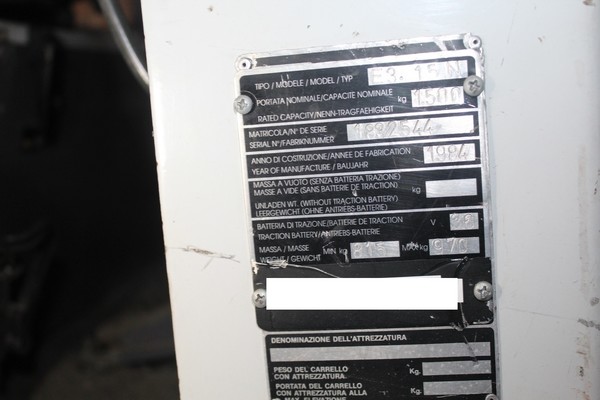 TIPO / MODELE / MODEL / TYP E3. 15 N
PORTATA NOMINALE/CAPACITE NOMINALE kg 1500
RATED CAPACITY/NENN-TRAGFAEHIGKEIT
MATRICOLA/N° DE SERIE
SERIAL N°/FABRIKNUMMER
ANNO DI COSTRUZIONE/ANNEE DE FABRICATION
YEAR OF MANUFACTURE / BAUJAHR
MASSA A VUOTO (SENZA BATTERIA TRAZIONE)
MASSE A VIDE (SANS BATTERIE DE TRACTION) kg
UNLADEN WT. (WITHOUT TRACTION BATTERY)
LEERGEWICHT (OHNE ANTRIEBS-BATTERIE)
BATTERIA DI TRAZIONE/BATTERIE DE TRACTION V
TRACTION BATTERY/ANTRIEBS-BATTERIE
MASSA / MASSE MIN kg MAX kg 970
WEIGHT / GEWICHT
DENOMINAZIONE DELL'ATTREZZATURA
PESO DEL CARRELLO Kg.
CON ATTREZZATURA.
PORTATA DEL CARRELLO Kg.
CON ATTREZZATURA ALLA
MAX. ELEVAZIONE